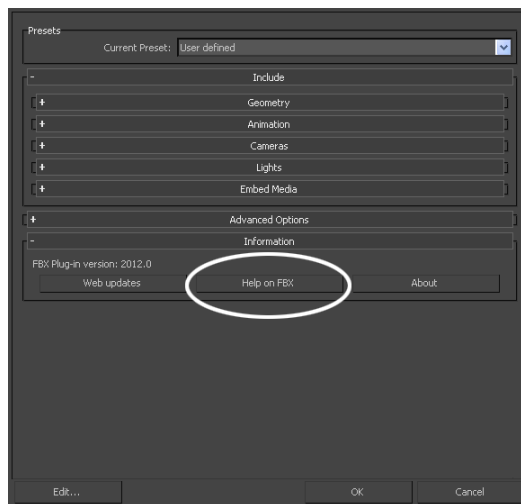 Presets
Current Preset: User defined
- Include
+ Geometry
+ Animation
+ Cameras
+ Lights
+ Embed Media
+ Advanced Options
- Information
FBX Plug-in version: 2012.0
Web updates Help on FBX About
Edit... OK Cancel